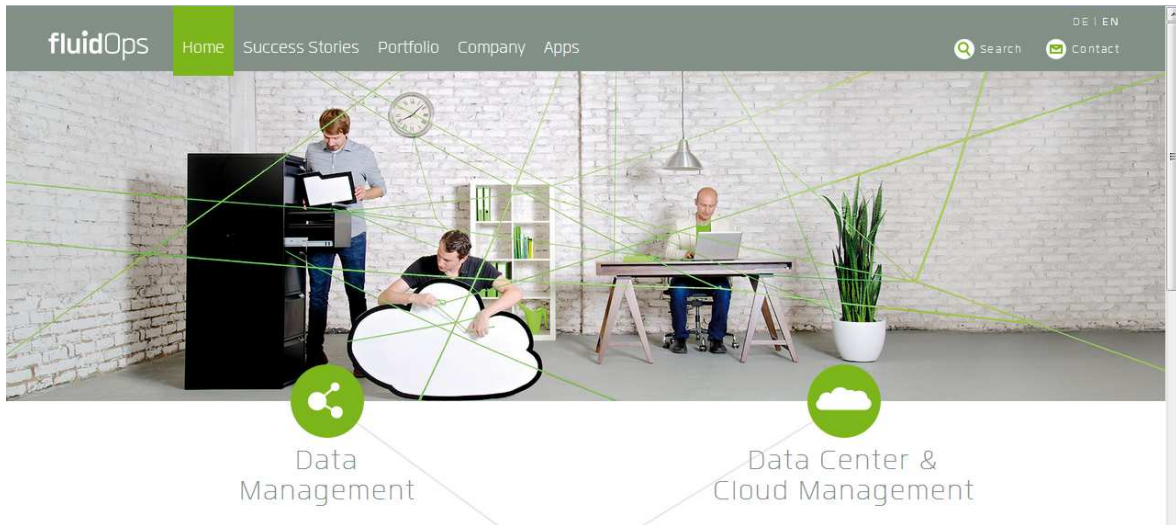 DE | EN
fluidOps
Home Success Stories Portfolio Company Apps
Search Contact
Data
Management
Data Center &
Cloud Management